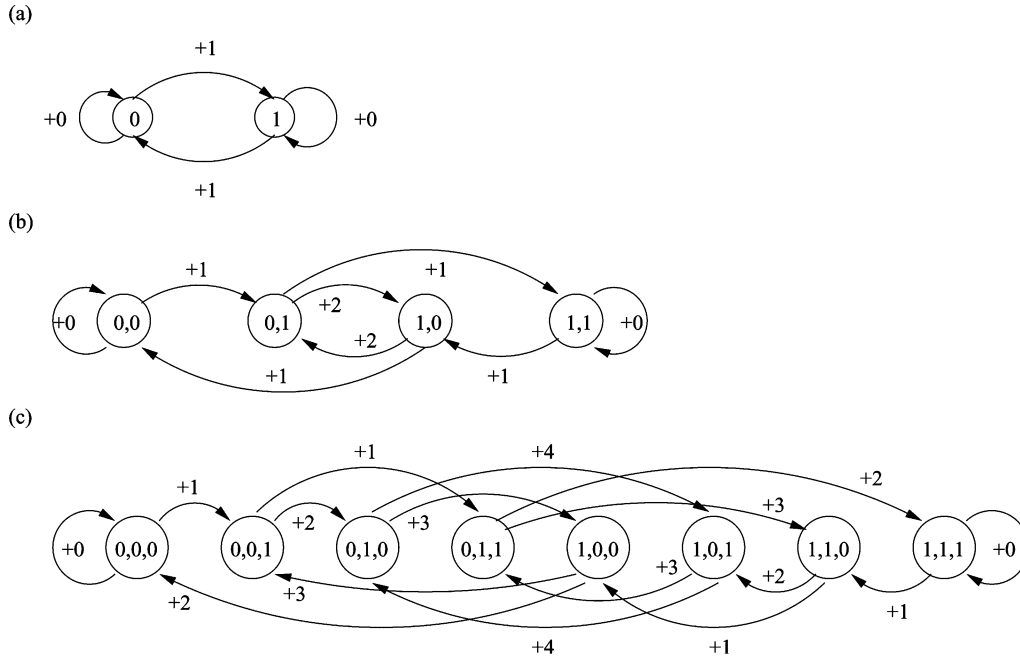 (a)
+1
+0 0 1 +0
+1
(b)
+1 +1
+2
+0 0,0 0,1 1,0 1,1 +0
+2
+1 +1
(c)
+1 +4
+2
+1
+2 +3 +3
+0 0,0,0 0,0,1 0,1,0 0,1,1 1,0,0 1,0,1 1,1,0 1,1,1 +0
+3 +2
+2 +3
+1
+4 +1